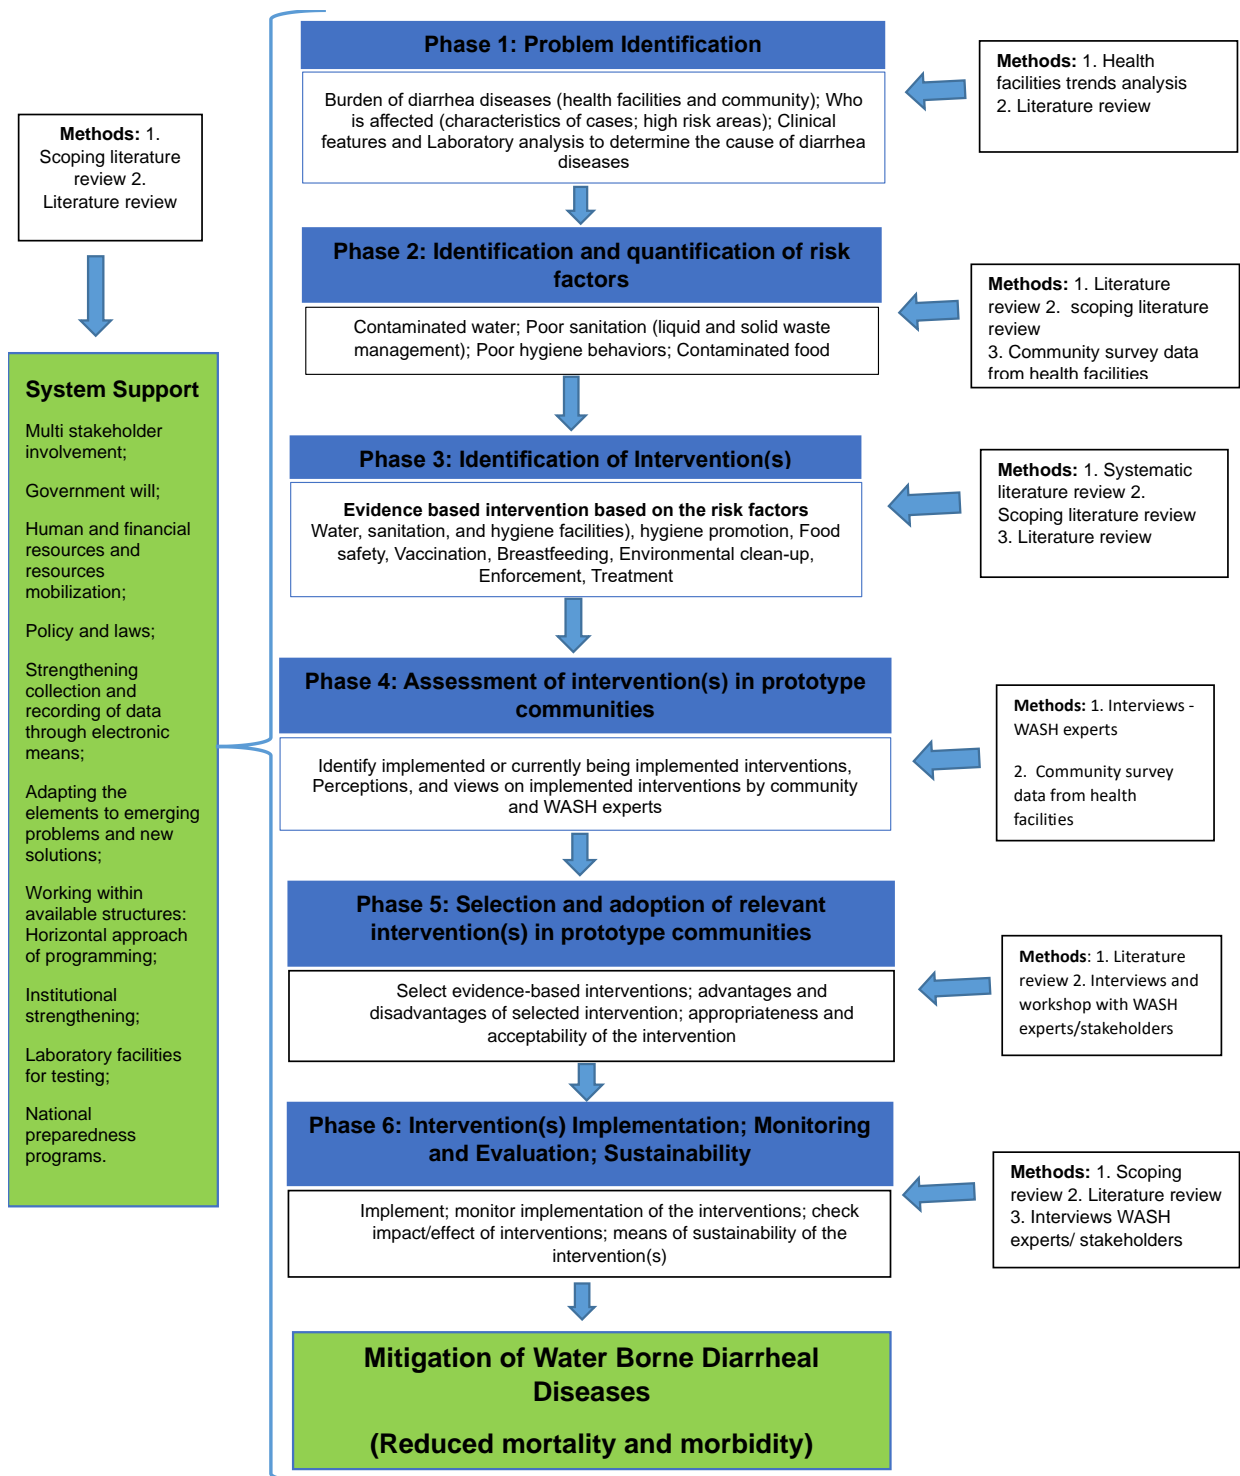 Phase 1: Problem Identification
Burden of diarrhea diseases (health facilities and community); Who
is affected (characteristics of cases; high risk areas); Clinical
features and Laboratory analysis to determine the cause of diarrhea
diseases
Methods: 1. Health
facilities trends analysis
2. Literature review
Methods: 1.
Scoping literature
review 2.
Literature review
Phase 2: Identification and quantification of risk
factors
Contaminated water; Poor sanitation (liquid and solid waste
management); Poor hygiene behaviors; Contaminated food
Methods: 1. Literature
review 2.  scoping literature
review
3. Community survey data
from health facilities
System Support
Multi stakeholder
involvement;
Government will;
Human and financial
resources and
resources
mobilization;
Policy and laws;
Strengthening
collection and
recording of data
through electronic
means;
Adapting the
elements to emerging
problems and new
solutions;
Working within
available structures:
Horizontal approach
of programming;
Institutional
strengthening;
Laboratory facilities
for testing;
National
preparedness
programs.
Phase 3: Identification of Intervention(s)
Evidence based intervention based on the risk factors
Water, sanitation, and hygiene facilities), hygiene promotion, Food
safety, Vaccination, Breastfeeding, Environmental clean-up,
Enforcement, Treatment
Methods: 1. Systematic
literature review 2.
Scoping literature review
3. Literature review
Phase 4: Assessment of intervention(s) in prototype
communities
Identify implemented or currently being implemented interventions,
Perceptions, and views on implemented interventions by community
and WASH experts
Methods: 1. Interviews -
WASH experts
2.  Community survey
data from health
facilities
Phase 5: Selection and adoption of relevant
intervention(s) in prototype communities
Select evidence-based interventions; advantages and
disadvantages of selected intervention; appropriateness and
acceptability of the intervention
Methods: 1. Literature
review 2. Interviews and
workshop with WASH
experts/stakeholders
Phase 6: Intervention(s) Implementation; Monitoring
and Evaluation; Sustainability
Implement; monitor implementation of the interventions; check
impact/effect of interventions; means of sustainability of the
intervention(s)
Methods: 1. Scoping
review 2. Literature review
3. Interviews WASH
experts/ stakeholders
Mitigation of Water Borne Diarrheal
Diseases
(Reduced mortality and morbidity)